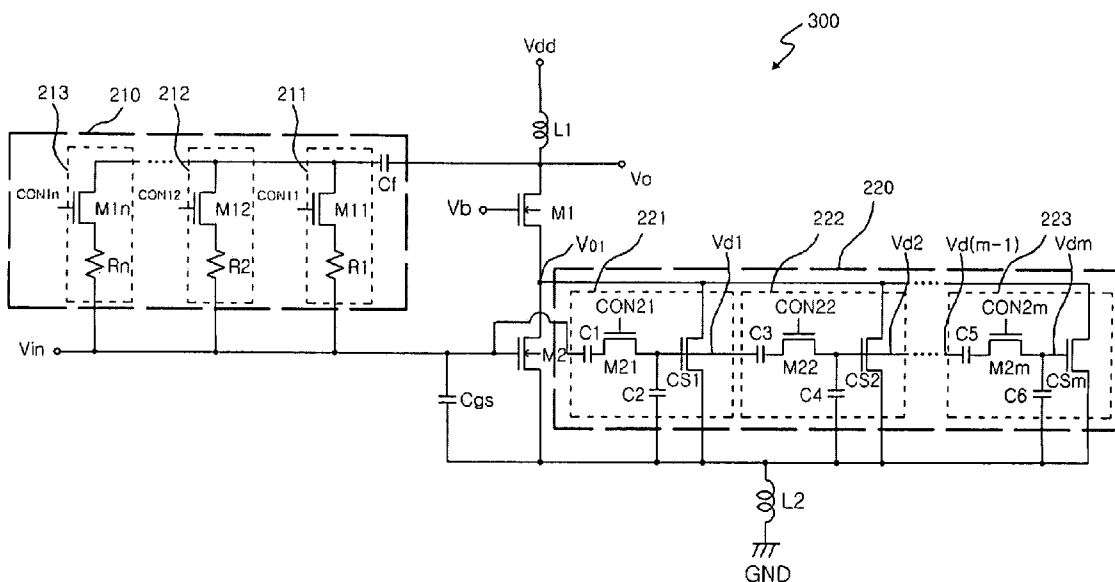 300
Vdd
213
210
212
211
L1
Cf
Vo
CON1n
CON12
CON11
M1n
M12
M11
Vb
M1
220
221
Vd1
222
Vd2
Vd(m-1)
223
Vdm
V01
Rn
R2
R1
CON21
CON22
CON2m
C1
C3
C5
Vin
M2
M21
CS1
M22
CS2
M2m
CSm
Cgs
C2
C4
C6
L2
GND